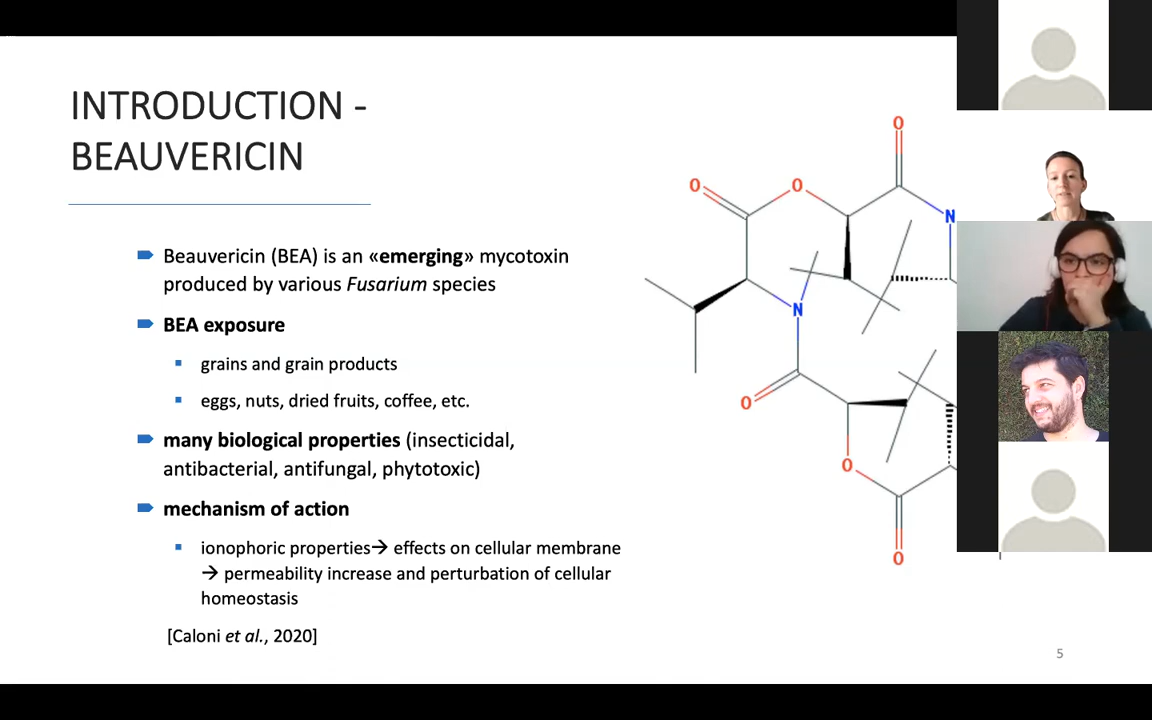 INTRODUCTION -
BEAUVERICIN
Beauvericin (BEA) is an «emerging» mycotoxin
produced by various Fusarium species
BEA exposure
grains and grain products
eggs, nuts, dried fruits, coffee, etc.
many biological properties (insecticidal,
antibacterial, antifungal, phytotoxic)
mechanism of action
ionophoric properties→ effects on cellular membrane
→ permeability increase and perturbation of cellular
homeostasis
[Caloni et al., 2020]
O
O
O
N
N
O
O
O
5